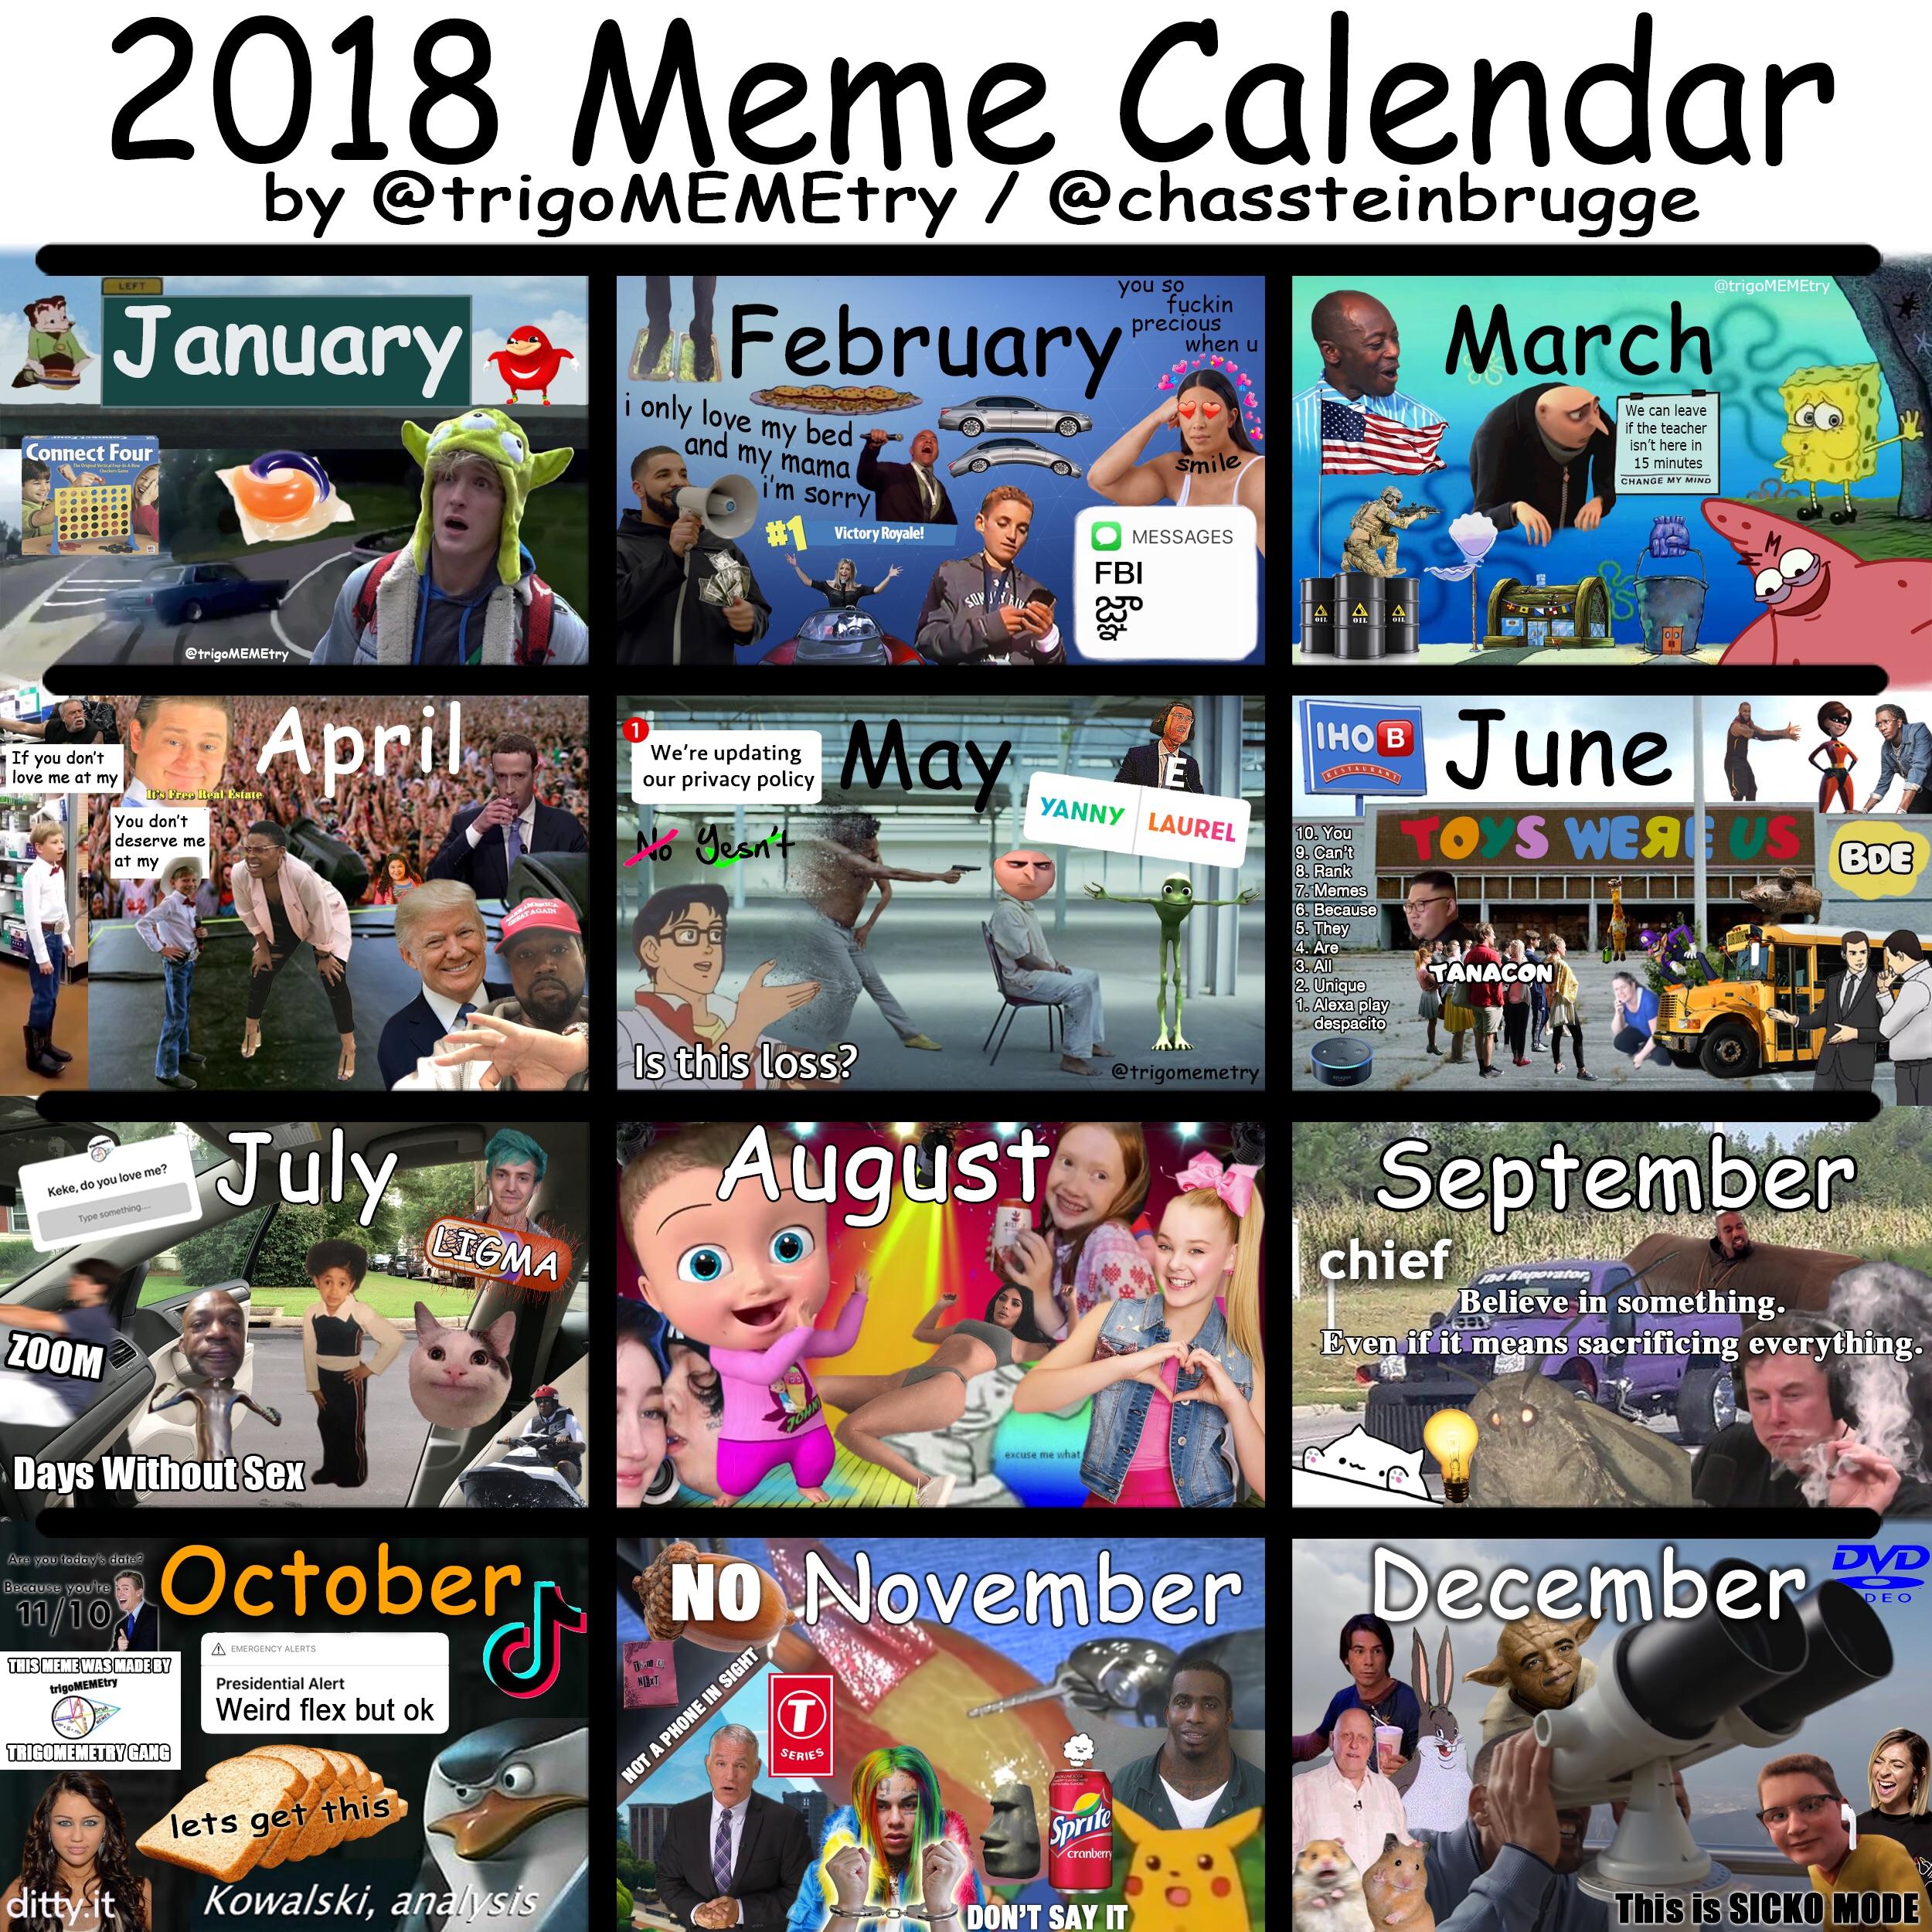 2018 Meme Calendar
by @trigoMEMEtry / @chassteinbrugge
LEFT
January
Connect Four
@trigoMEMEtry
February
you so
fuckin
precious
when u
smile
i only love my bed
and my mama
i'm sorry
#1
Victory Royale!
MESSAGES
FBI
జ్ఞా
@trigoMEMEtry
March
We can leave
if the teacher
isn't here in
15 minutes
CHANGE MY MIND
OIL
OIL
OIL
M
April
If you don't
love me at my
It's Free Real Estate
You don't
deserve me
at my
MAKE AMERICA
GREAT AGAIN
May
1
We're updating
our privacy policy
No Yesn't
E
YANNY
LAUREL
Is this loss?
@trigomemetry
June
IHOB
RESTAURANT
TOYS WERE US
BDE
10. You
9. Can't
8. Rank
7. Memes
6. Because
5. They
4. Are
3. All
2. Unique
1. Alexa play
despacito
TANACON
July
Keke, do you love me?
Type something....
LIGMA
ZOOM
Days Without Sex
August
JOHNY
excuse me what
September
chief
The Raporator
Believe in something.
Even if it means sacrificing everything.
October
Are you today's date?
Because you're
11/10
THIS MEME WAS MADE BY
trigoMEMEtry
TRIGOMEMETRY GANG
EMERGENCY ALERTS
Presidential Alert
Weird flex but ok
lets get this
ditty.it
Kowalski, analysis
NO November
NOT A PHONE IN SIGHT
T
SERIES
Sprite
cranberry
DON'T SAY IT
December
DVD
VIDEO
This is SICKO MODE